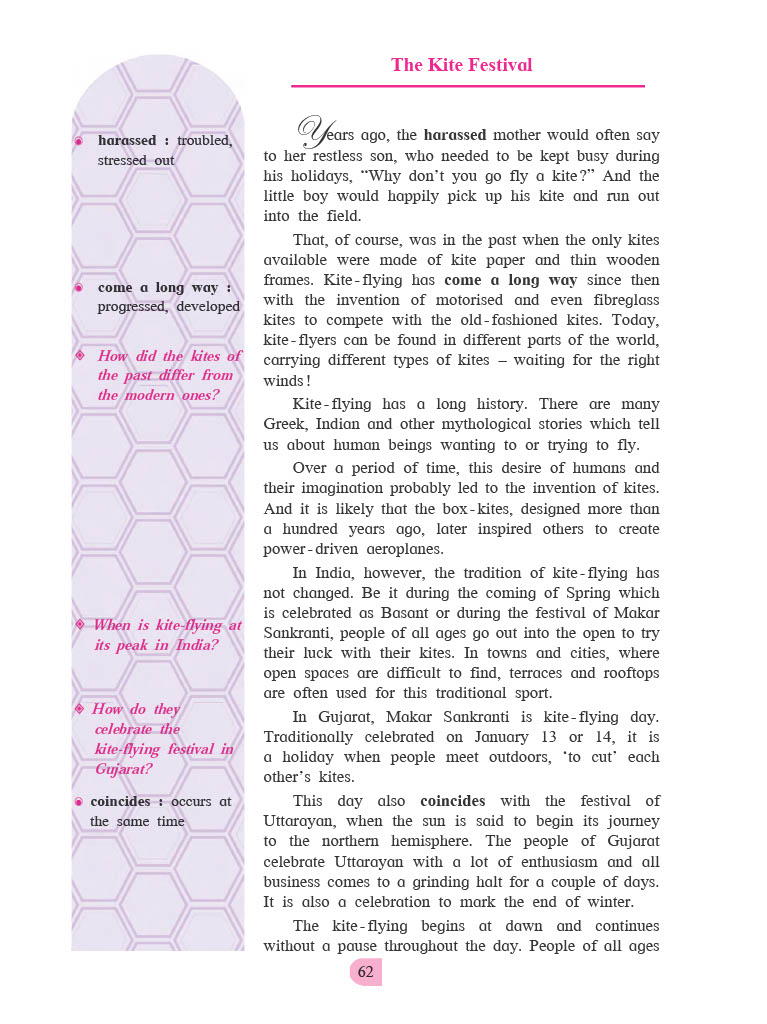 The Kite Festival
harassed : troubled,
stressed out
come a long way :
progressed, developed
How did the kites of
the past differ from
the modern ones?
When is kite-flying at
its peak in India?
How do they
celebrate the
kite-flying festival in
Gujarat?
coincides : occurs at
the same time
Years ago, the harassed mother would often say
to her restless son, who needed to be kept busy during
his holidays, “Why don’t you go fly a kite?” And the
little boy would happily pick up his kite and run out
into the field.
That, of course, was in the past when the only kites
available were made of kite paper and thin wooden
frames. Kite-flying has come a long way since then
with the invention of motorised and even fibreglass
kites to compete with the old-fashioned kites. Today,
kite-flyers can be found in different parts of the world,
carrying different types of kites – waiting for the right
winds!
Kite-flying has a long history. There are many
Greek, Indian and other mythological stories which tell
us about human beings wanting to or trying to fly.
Over a period of time, this desire of humans and
their imagination probably led to the invention of kites.
And it is likely that the box-kites, designed more than
a hundred years ago, later inspired others to create
power-driven aeroplanes.
In India, however, the tradition of kite-flying has
not changed. Be it during the coming of Spring which
is celebrated as Basant or during the festival of Makar
Sankranti, people of all ages go out into the open to try
their luck with their kites. In towns and cities, where
open spaces are difficult to find, terraces and rooftops
are often used for this traditional sport.
In Gujarat, Makar Sankranti is kite-flying day.
Traditionally celebrated on January 13 or 14, it is
a holiday when people meet outdoors, ‘to cut’ each
other’s kites.
This day also coincides with the festival of
Uttarayan, when the sun is said to begin its journey
to the northern hemisphere. The people of Gujarat
celebrate Uttarayan with a lot of enthusiasm and all
business comes to a grinding halt for a couple of days.
It is also a celebration to mark the end of winter.
The kite-flying begins at dawn and continues
without a pause throughout the day. People of all ages
62